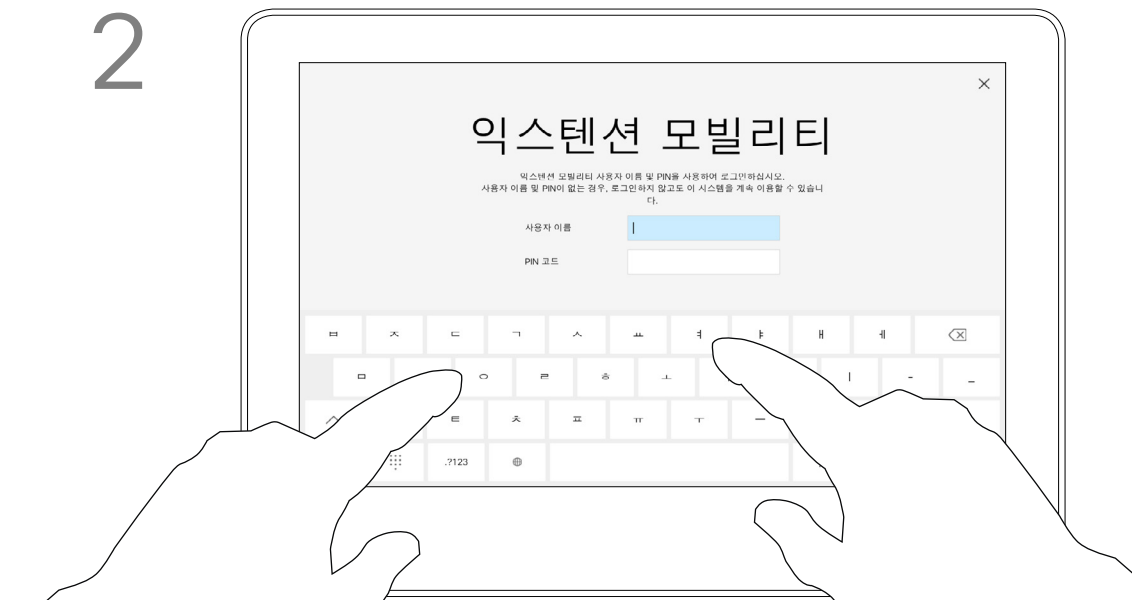 2
익스텐션 모빌리티
익스텐션 모빌리티 사용자 이름 및 PIN을 사용하여 로그인하십시오.
사용자 이름 및 PIN이 없는 경우, 로그인하지 않고도 이 시스템을 계속 이용할 수 있습니
다.
사용자 이름
PIN 코드
ㅂ ㅈ ㄷ ㄱ ㅅ ㅛ ㅕ ㅑ ㅐ ㅔ
ㅁ ㅇ ㄹ ㅎ ㅗ ㅣ - _
ㅌ ㅊ ㅍ ㅠ ㅜ ㅡ
.?123